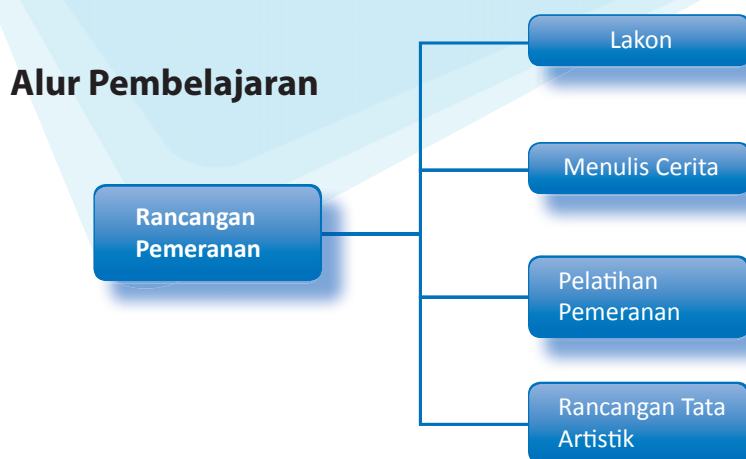 Alur Pembelajaran
Rancangan
Pemeranan
Lakon
Menulis Cerita
Pelatihan
Pemeranan
Rancangan Tata
Artistik